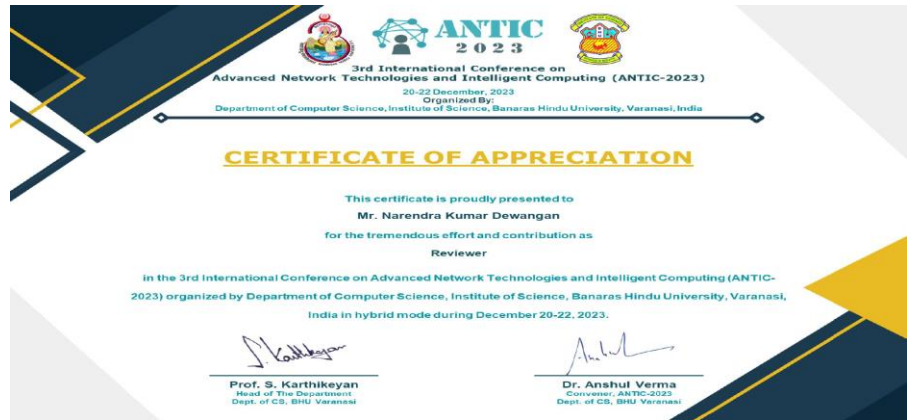 ANTIC
2023
3rd International Conference on
Advanced Network Technologies and Intelligent Computing (ANTIC-2023)
20-22 December, 2023
Organized By:
Department of Computer Science, Institute of Science, Banaras Hindu University, Varanasi, India
CERTIFICATE OF APPRECIATION
This certificate is proudly presented to
Mr. Narendra Kumar Dewangan
for the tremendous effort and contribution as
Reviewer
in the 3rd International Conference on Advanced Network Technologies and Intelligent Computing (ANTIC-
2023) organized by Department of Computer Science, Institute of Science, Banaras Hindu University, Varanasi,
India in hybrid mode during December 20-22, 2023.
S. Karthikeyan
Prof. S. Karthikeyan
Head of The Department
Dept. of CS, BHU Varanasi
Dr. Anshul Verma
Convener, ANTIC-2023
Dept. of CS, BHU Varanasi